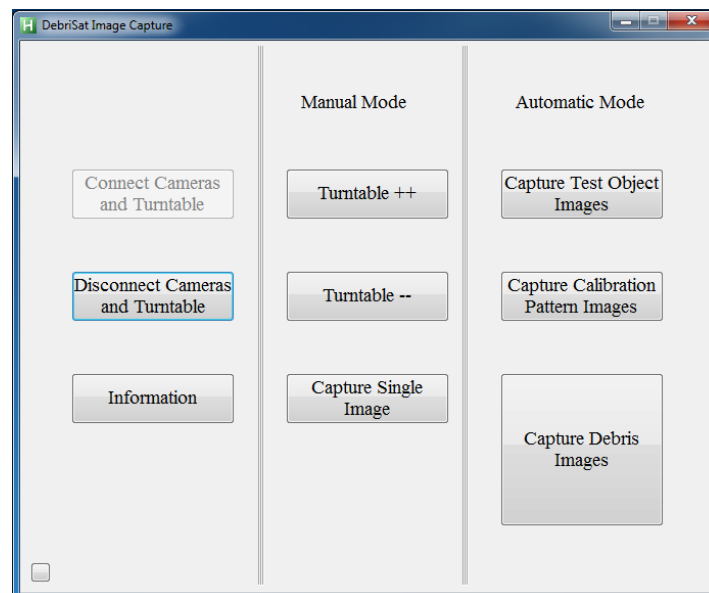 DebriSat Image Capture
Manual Mode
Automatic Mode
Connect Cameras
and Turntable
Turntable ++
Capture Test Object
Images
Disconnect Cameras
and Turntable
Turntable --
Capture Calibration
Pattern Images
Information
Capture Single
Image
Capture Debris
Images